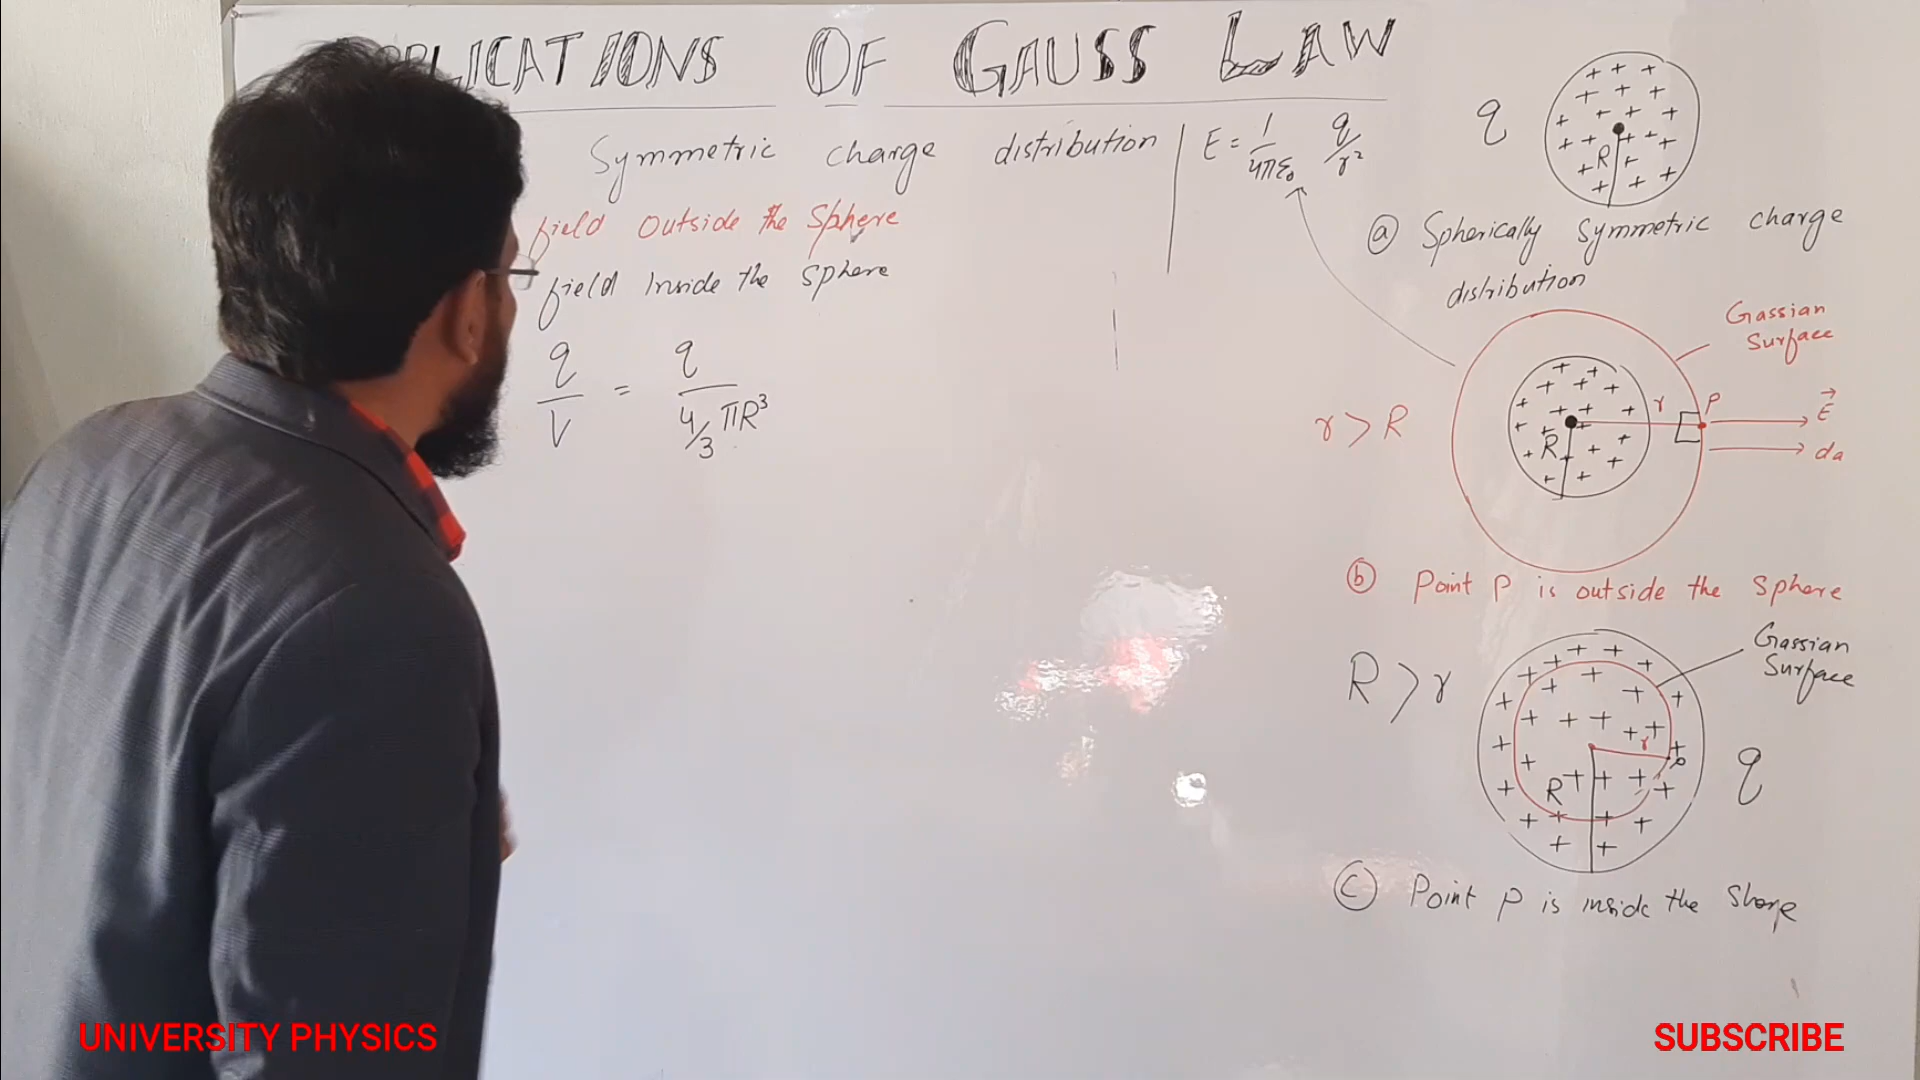 PLICATIONS OF GAUSS LAW
Symmetric charge distribution
E = 1/4πε₀ q/r²
field outside the Sphere
field Inside the sphere
q/V = q/4/3 πR³
q
R
(a) Spherically Symmetric charge
distribution
Gassian
Surface
r > R
R
r
P
E⃗
da
(b) Point P is outside the sphere
R > r
Gassian
Surface
r
R
q
(c) Point P is inside the
UNIVERSITY PHYSICS
SUBSCRIBE